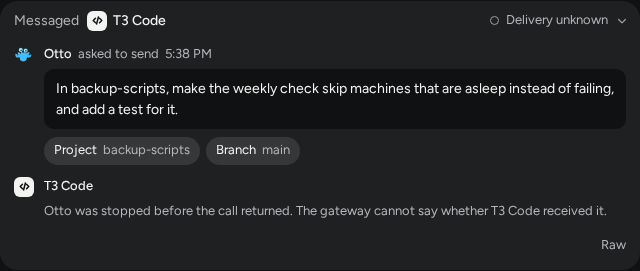 Messaged T3 Code Delivery unknown
Otto asked to send 5:38 PM
In backup-scripts, make the weekly check skip machines that are asleep instead of failing,
and add a test for it.
Project backup-scripts Branch main
T3 Code
Otto was stopped before the call returned. The gateway cannot say whether T3 Code received it.
Raw